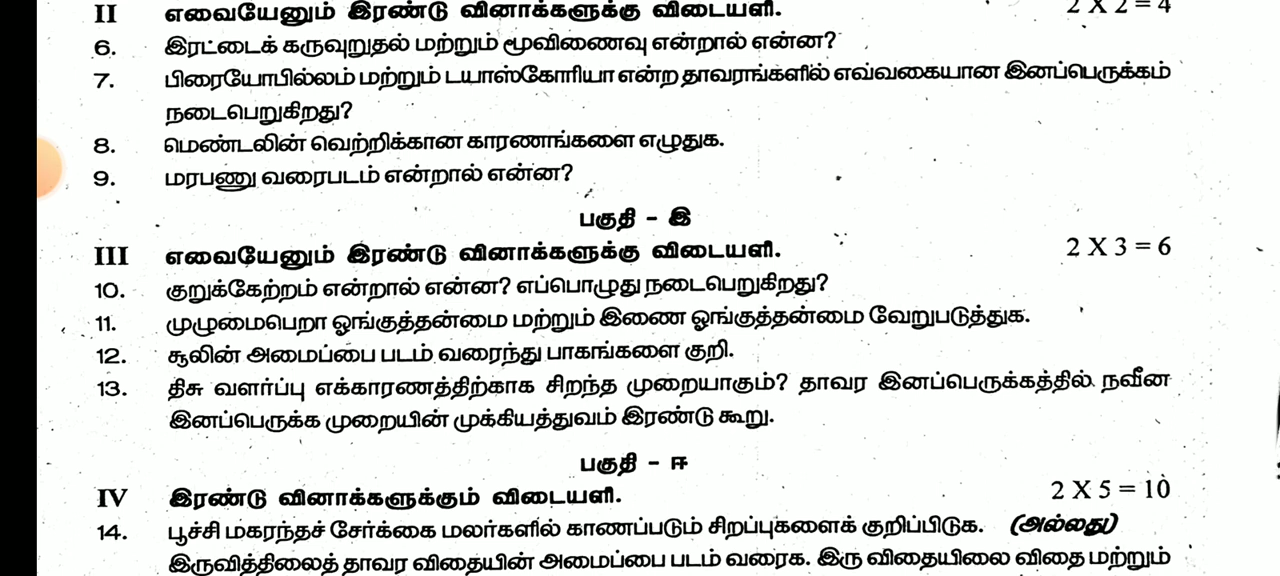 II எவையேனும் இரண்டு வினாக்களுக்கு விடையளி. 2 X 2 = 4
6. இரட்டைக் கருவுறுதல் மற்றும் மூவிணைவு என்றால் என்ன?
7. பிரையோபில்லம் மற்றும் டயாஸ்கோரியா என்ற தாவரங்களில் எவ்வகையான இனப்பெருக்கம்
நடைபெறுகிறது?
8. மெண்டலின் வெற்றிக்கான காரணங்களை எழுதுக.
9. மரபணு வரைபடம் என்றால் என்ன?
பகுதி - இ
III எவையேனும் இரண்டு வினாக்களுக்கு விடையளி. 2 X 3 = 6
10. குறுக்கேற்றம் என்றால் என்ன? எப்பொழுது நடைபெறுகிறது?
11. முழுமைபெறா ஓங்குத்தன்மை மற்றும் இணை ஓங்குத்தன்மை வேறுபடுத்துக.
12. சூலின் அமைப்பை படம் வரைந்து பாகங்களை குறி.
13. திசு வளர்ப்பு எக்காரணத்திற்காக சிறந்த முறையாகும்? தாவர இனப்பெருக்கத்தில் நவீன
இனப்பெருக்க முறையின் முக்கியத்துவம் இரண்டு கூறு.
பகுதி - ஈ
IV இரண்டு வினாக்களுக்கும் விடையளி. 2 X 5 = 10
14. பூச்சி மகரந்தச் சேர்க்கை மலர்களில் காணப்படும் சிறப்புகளைக் குறிப்பிடுக. (அல்லது)
இருவித்திலைத் தாவர விதையின் அமைப்பை படம் வரைக. இரு விதையிலை விதை மற்றும்